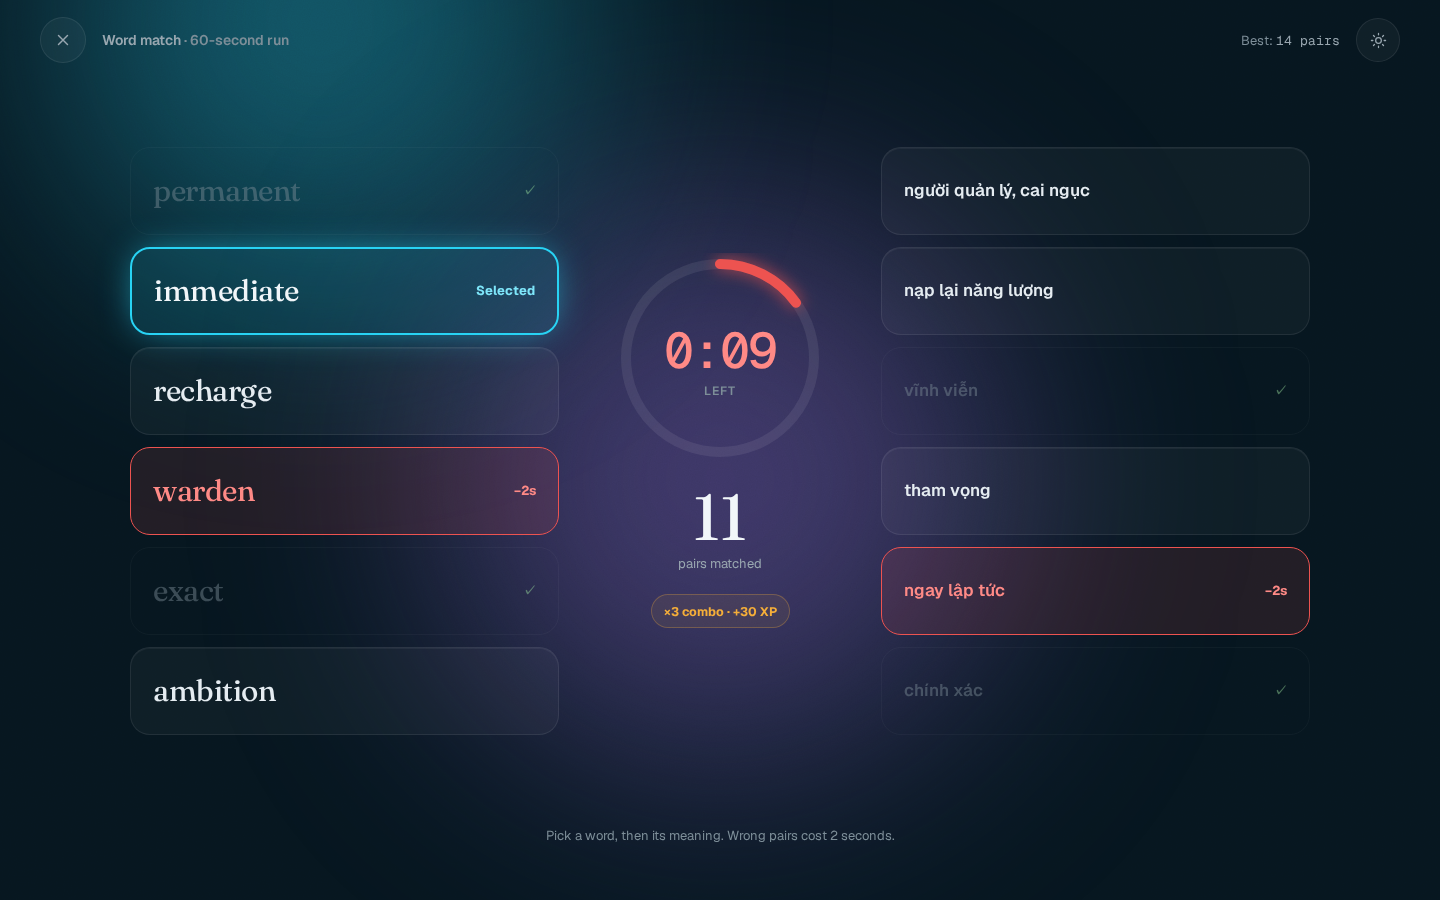 Word match · 60-second run
Best: 14 pairs
permanent ✓
immediate Selected
recharge
warden −2s
exact ✓
ambition
0:09
LEFT
11
pairs matched
×3 combo · +30 XP
người quản lý, cai ngục
nạp lại năng lượng
vĩnh viễn ✓
tham vọng
ngay lập tức −2s
chính xác ✓
Pick a word, then its meaning. Wrong pairs cost 2 seconds.